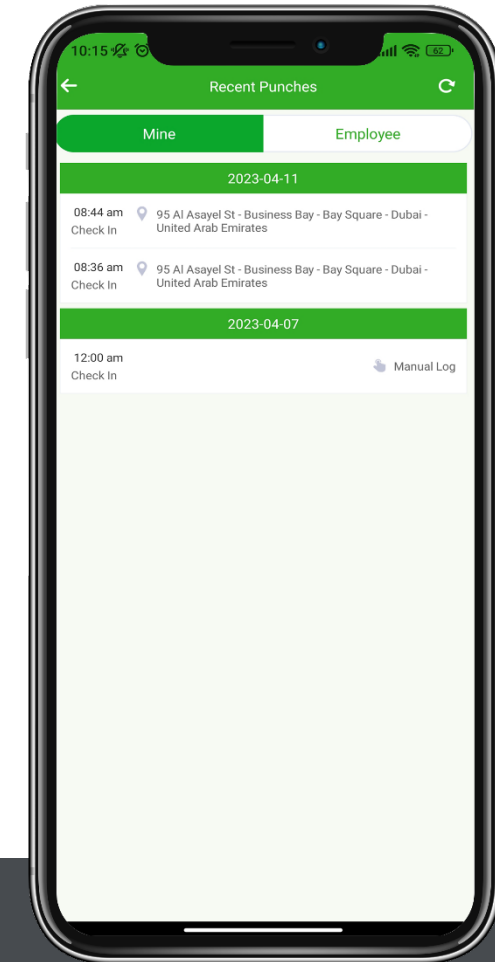 10:15
62
Recent Punches
Mine
Employee
2023-04-11
08:44 am
Check In
95 Al Asayel St - Business Bay - Bay Square - Dubai -
United Arab Emirates
08:36 am
Check In
95 Al Asayel St - Business Bay - Bay Square - Dubai -
United Arab Emirates
2023-04-07
12:00 am
Check In
Manual Log